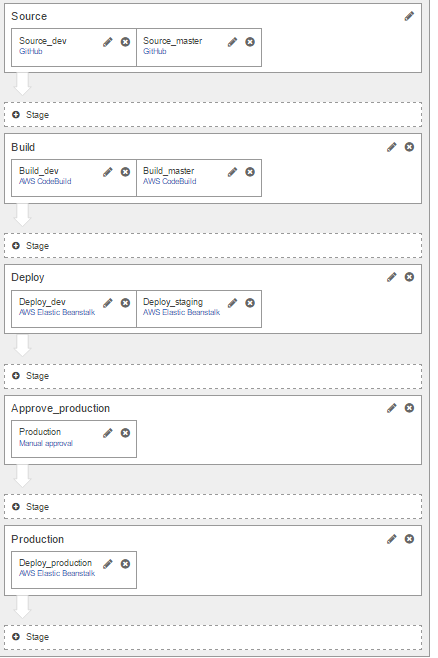 Source
Source_dev Source_master
GitHub GitHub
Stage
Build
Build_dev Build_master
AWS CodeBuild AWS CodeBuild
Stage
Deploy
Deploy_dev Deploy_staging
AWS Elastic Beanstalk AWS Elastic Beanstalk
Stage
Approve_production
Production
Manual approval
Stage
Production
Deploy_production
AWS Elastic Beanstalk
Stage